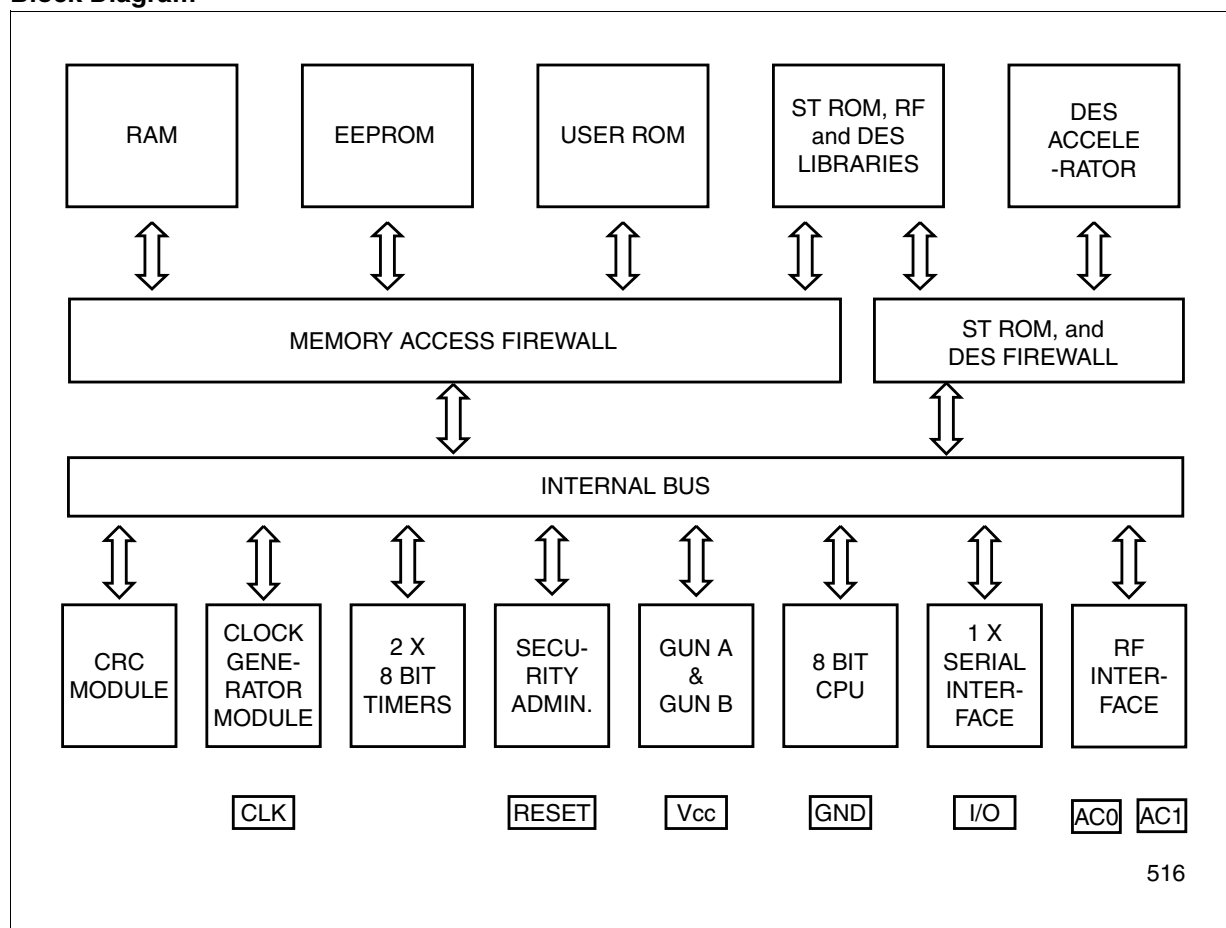 RAM
EEPROM
USER ROM
ST ROM, RF
and DES
LIBRARIES
DES
ACCELE
-RATOR
MEMORY ACCESS FIREWALL
ST ROM, and
DES FIREWALL
INTERNAL BUS
CRC
MODULE
CLOCK
GENE-
RATOR
MODULE
2 X
8 BIT
TIMERS
SECU-
RITY
ADMIN.
GUN A
&
GUN B
8 BIT
CPU
1 X
SERIAL
INTER-
FACE
RF
INTER-
FACE
CLK
RESET
Vcc
GND
I/O
AC0
AC1
516